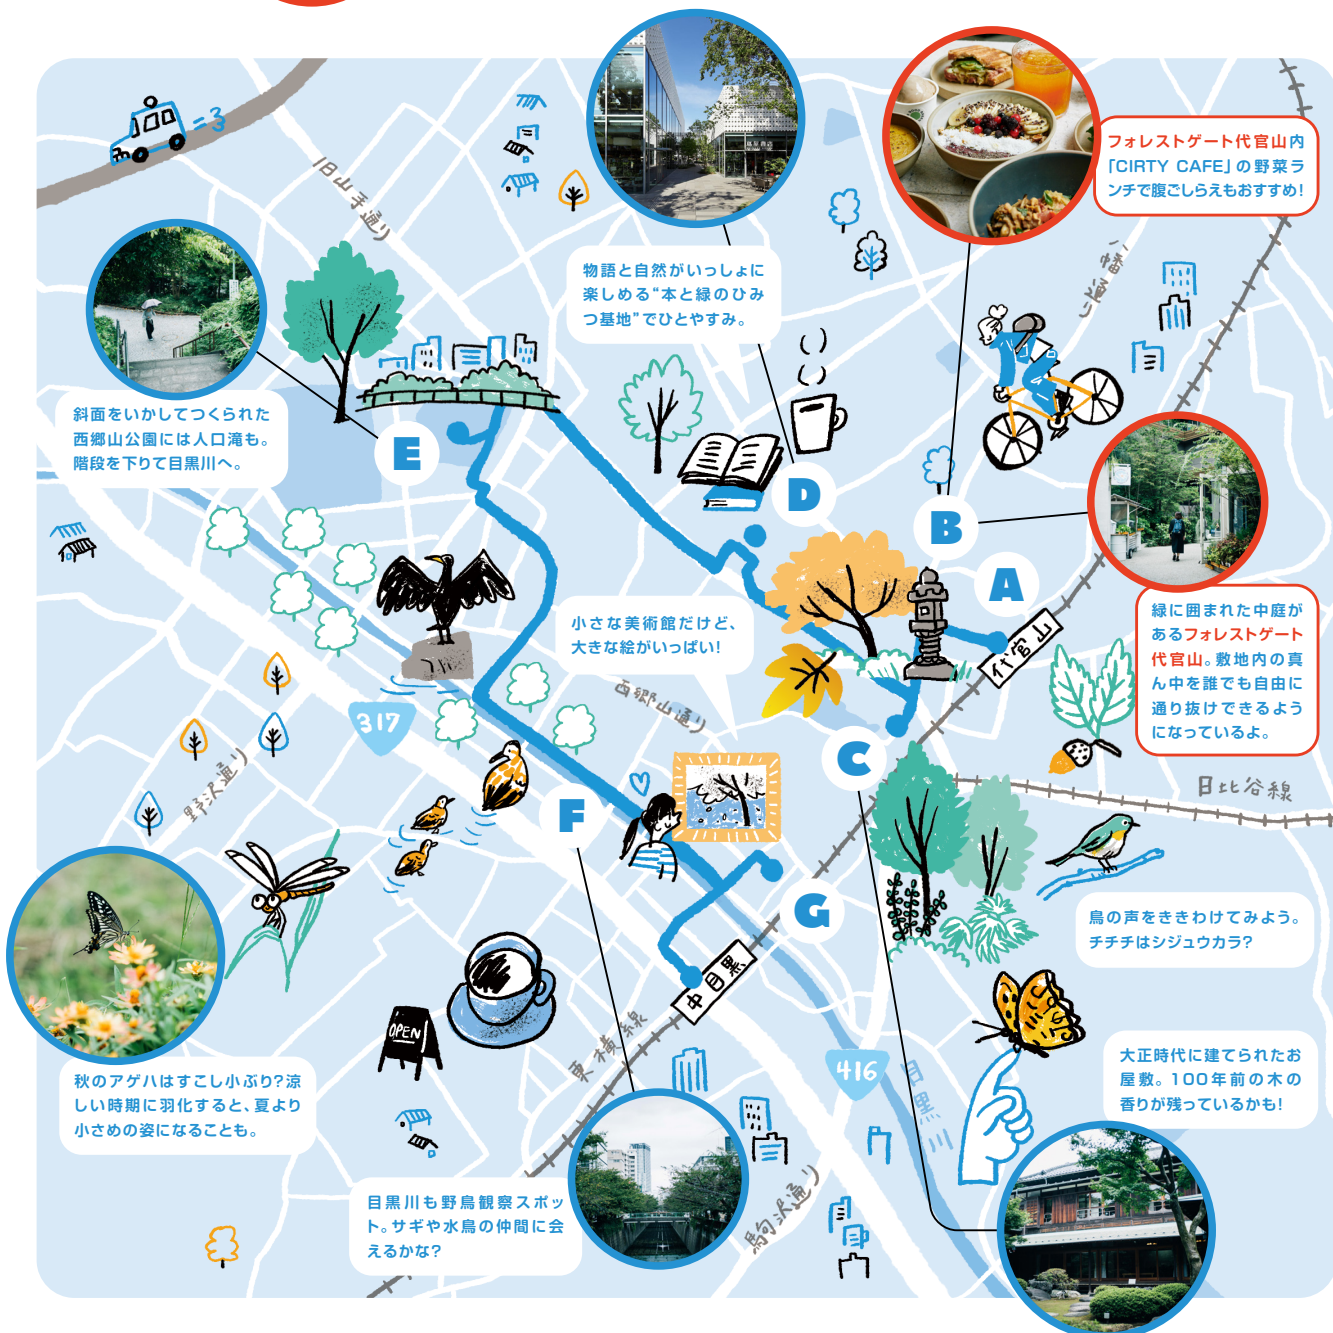 旧山手通り
フォレストゲート代官山内
「CIRTY CAFE」の野菜ラ
ンチで腹ごしらえもおすすめ！
八幡通り
物語と自然がいっしょに
楽しめる“本と緑のひみ
つ基地”でひとやすみ。
斜面をいかしてつくられた
西郷山公園には人口滝も。
階段を下りて目黒川へ。
E
D
B
A
代官山
緑に囲まれた中庭が
あるフォレストゲート
代官山。敷地内の真
ん中を誰でも自由に
通り抜けできるよう
になっているよ。
小さな美術館だけど、
大きな絵がいっぱい！
西郷山通り
317
野沢通り
C
日比谷線
F
G
鳥の声をききわけてみよう。
チチチはシジュウカラ？
中目黒
OPEN
東横線
416
目黒川
大正時代に建てられたお
屋敷。100年前の木の
香りが残っているかも！
秋のアゲハはすこし小ぶり？涼
しい時期に羽化すると、夏より
小さめの姿になることも。
目黒川も野鳥観察スポッ
ト。サギや水鳥の仲間に会
えるかな？
駒沢通り